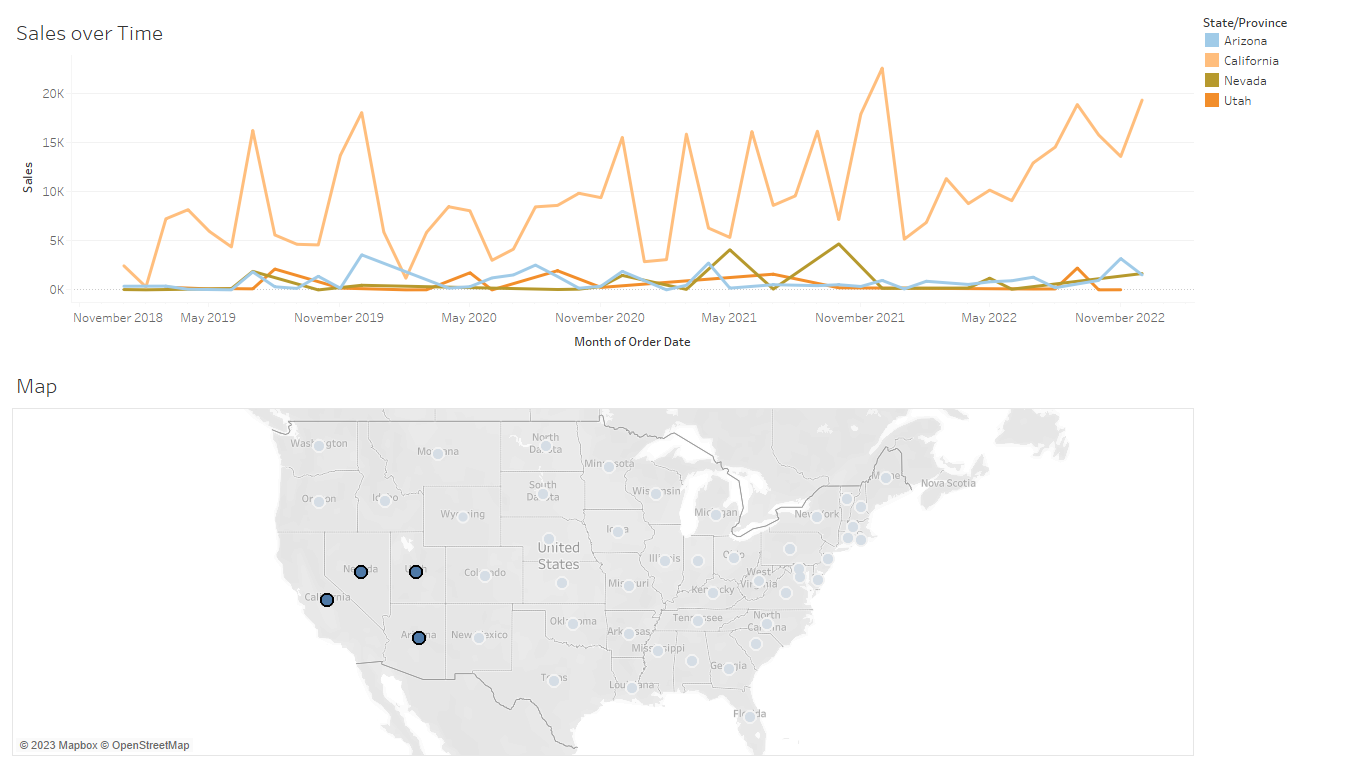 Sales over Time
State/Province
Arizona
California
Nevada
Utah
Sales
20K
15K
10K
5K
0K
November 2018 May 2019 November 2019 May 2020 November 2020 May 2021 November 2021 May 2022 November 2022
Month of Order Date
Map
Washington
Montana
North
Dakota
Minnesota
Maine
Nova Scotia
Oregon
Idaho
South
Dakota
Wisconsin
Wyoming
Michigan
New York
Iowa
United
States
Illinois
Ohio
Nevada
Utah
Colorado
West
Virginia
California
Missouri
Kentucky
Arizona
New Mexico
Oklahoma
Arkansas
Tennessee
North
Carolina
Mississippi
Georgia
Texas
Louisiana
Florida
© 2023 Mapbox © OpenStreetMap